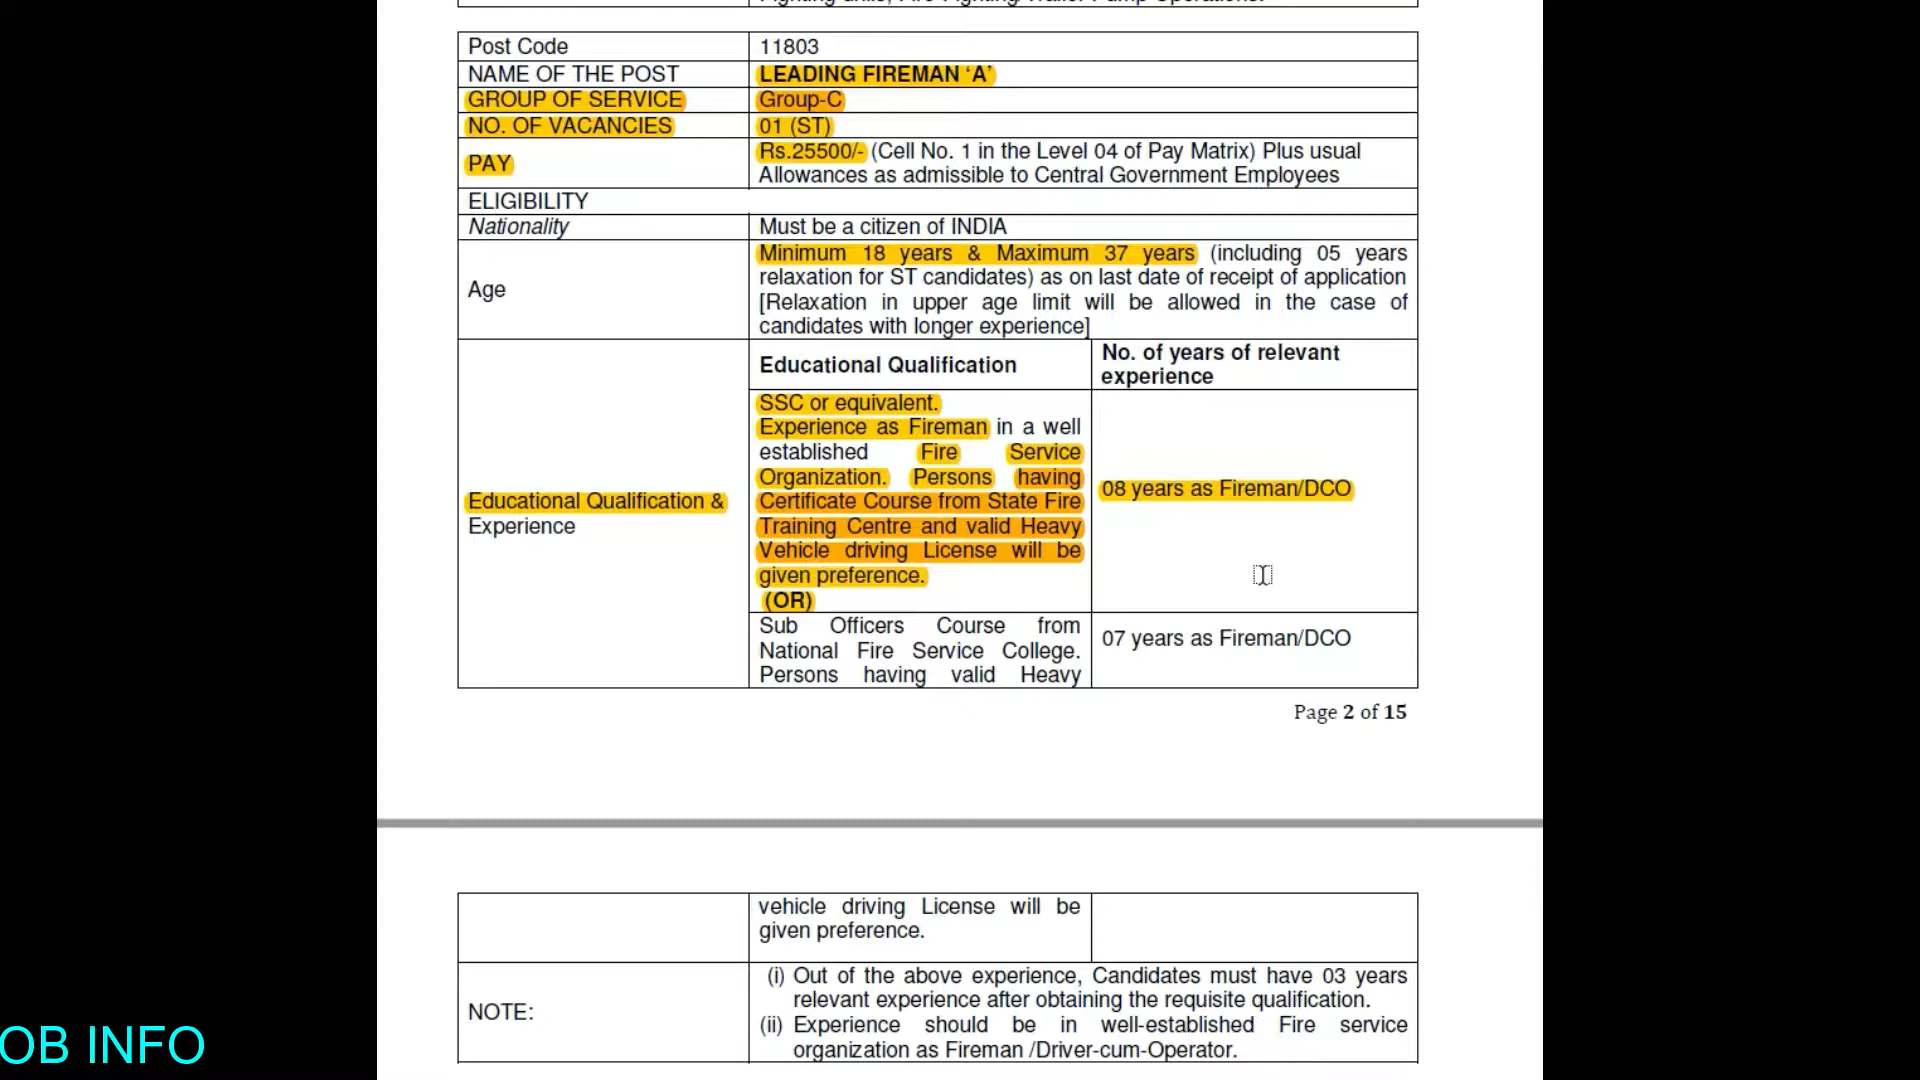 Fighting drills, Fire Fighting Water Pump Operations.
Post Code 11803
NAME OF THE POST LEADING FIREMAN ‘A’
GROUP OF SERVICE Group-C
NO. OF VACANCIES 01 (ST)
PAY
Rs.25500/- (Cell No. 1 in the Level 04 of Pay Matrix) Plus usual
Allowances as admissible to Central Government Employees
ELIGIBILITY
Nationality Must be a citizen of INDIA
Age
Minimum 18 years & Maximum 37 years (including 05 years
relaxation for ST candidates) as on last date of receipt of application
[Relaxation in upper age limit will be allowed in the case of
candidates with longer experience]
Educational Qualification &
Experience
Educational Qualification
No. of years of relevant
experience
SSC or equivalent.
Experience as Fireman in a well
established Fire Service
Organization. Persons having
Certificate Course from State Fire
Training Centre and valid Heavy
Vehicle driving License will be
given preference.
(OR)
08 years as Fireman/DCO
Sub Officers Course from
National Fire Service College.
Persons having valid Heavy
07 years as Fireman/DCO
Page 2 of 15
vehicle driving License will be
given preference.
NOTE:
(i) Out of the above experience, Candidates must have 03 years
relevant experience after obtaining the requisite qualification.
(ii) Experience should be in well-established Fire service
organization as Fireman /Driver-cum-Operator.
OB INFO